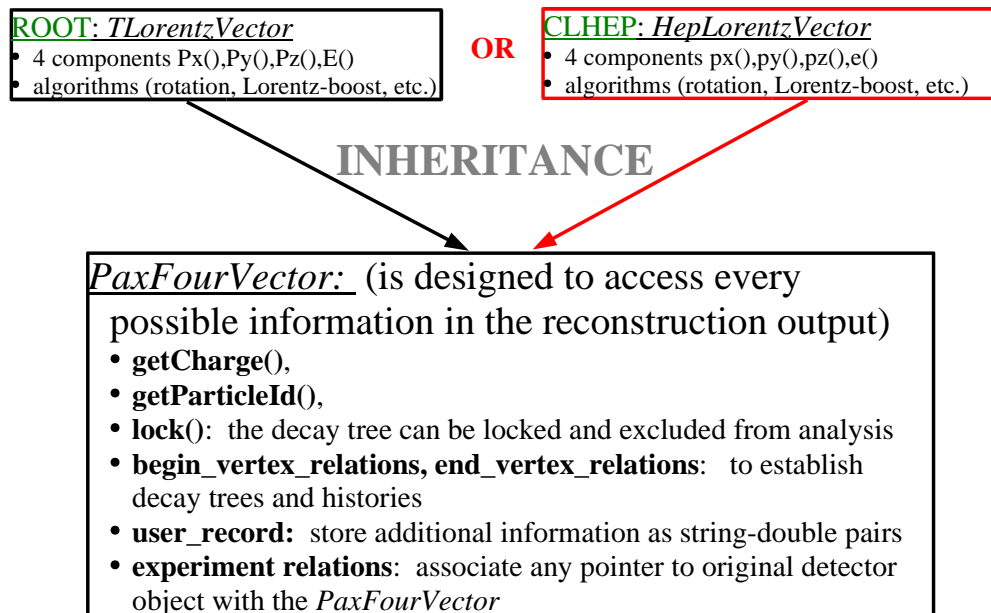 ROOT: TLorentzVector
• 4 components Px(),Py(),Pz(),E()
• algorithms (rotation, Lorentz-boost, etc.)
OR
CLHEP: HepLorentzVector
• 4 components px(),py(),pz(),e()
• algorithms (rotation, Lorentz-boost, etc.)
INHERITANCE
PaxFourVector: (is designed to access every
possible information in the reconstruction output)
• getCharge(),
• getParticleId(),
• lock(): the decay tree can be locked and excluded from analysis
• begin_vertex_relations, end_vertex_relations: to establish
decay trees and histories
• user_record: store additional information as string-double pairs
• experiment relations: associate any pointer to original detector
object with the PaxFourVector